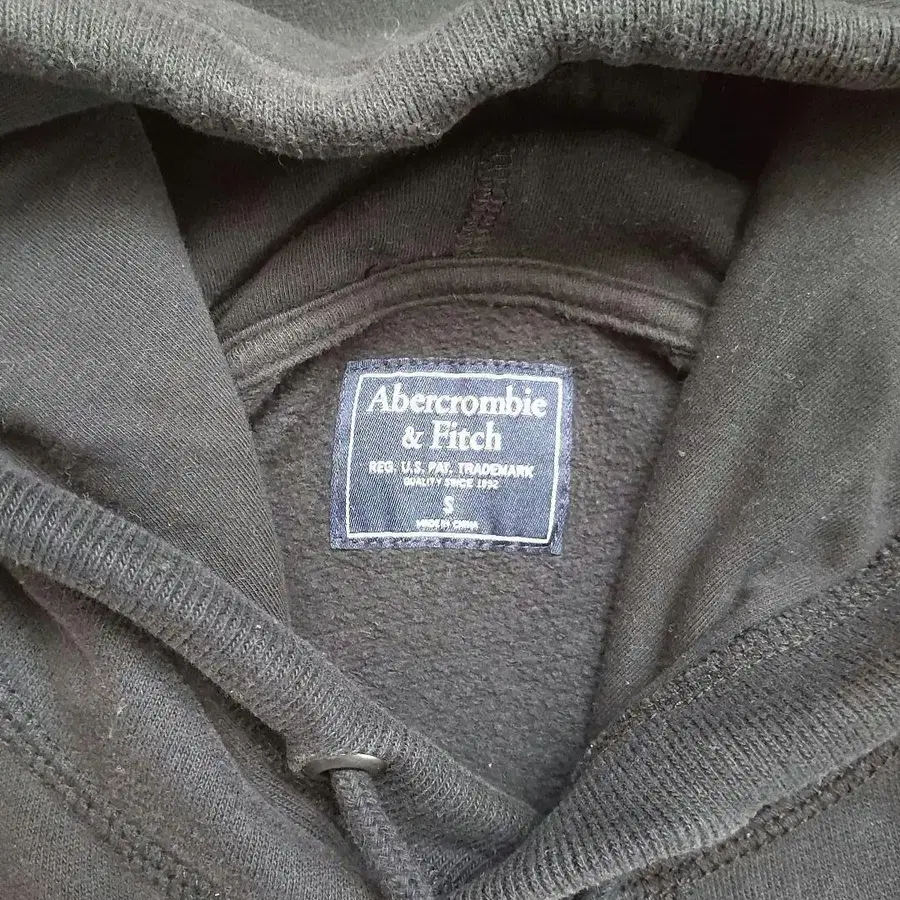 Abercrombie
& Fitch
REG. U.S. PAT. TRADEMARK
QUALITY SINCE 1892
S
MADE IN CHINA